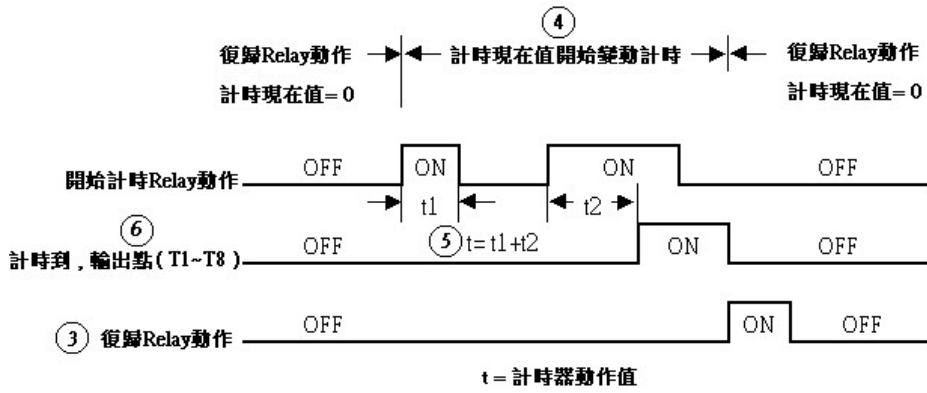 ④
復歸Relay動作 計時現在值開始變動計時 復歸Relay動作
計時現在值=0 計時現在值=0
開始計時Relay動作 OFF ON ON OFF
t1 t2
⑥ ⑤ t=t1+t2
計時到,輸出點(T1~T8) OFF ON OFF
③ 復歸Relay動作 OFF ON OFF
t=計時器動作值